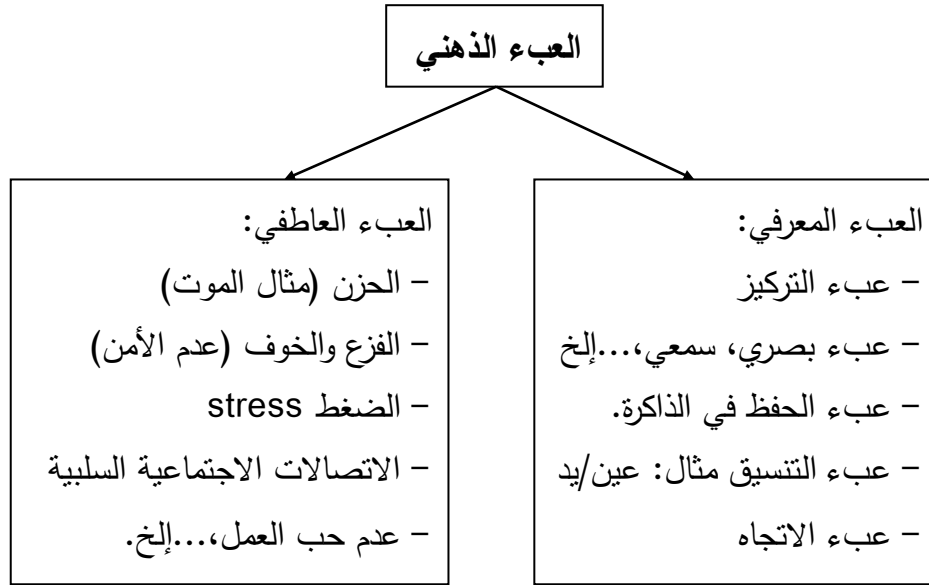 العبء الذهني
العبء المعرفي:
- عبء التركيز
- عبء بصري، سمعي،...إلخ
- عبء الحفظ في الذاكرة.
- عبء التنسيق مثال: عين/يد
- عبء الاتجاه
العبء العاطفي:
- الحزن (مثال الموت)
- الفزع والخوف (عدم الأمن)
- الضغط stress
- الاتصالات الاجتماعية السلبية
- عدم حب العمل،...إلخ.